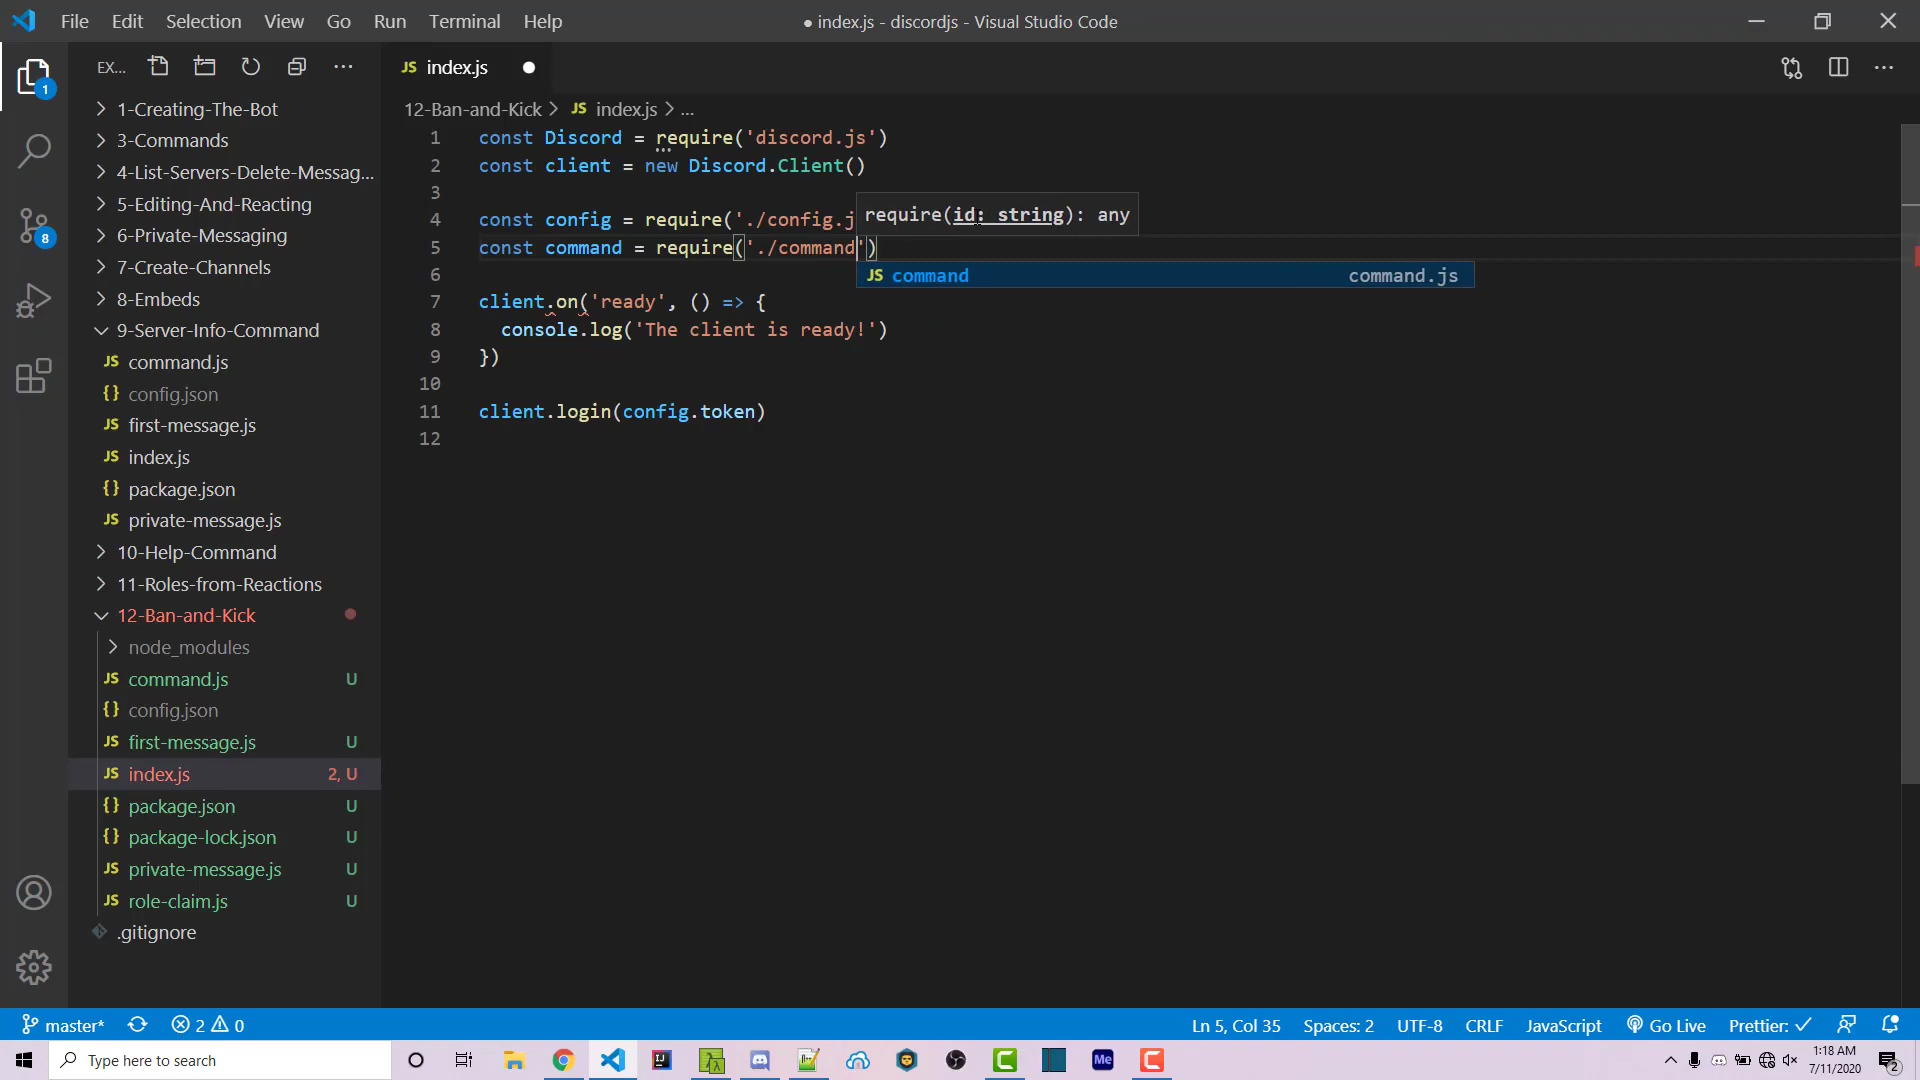 File Edit Selection View Go Run Terminal Help
● index.js - discordjs - Visual Studio Code
EX...
1
8
1-Creating-The-Bot
3-Commands
4-List-Servers-Delete-Messag...
5-Editing-And-Reacting
6-Private-Messaging
7-Create-Channels
8-Embeds
9-Server-Info-Command
JS command.js
{} config.json
JS first-message.js
JS index.js
{} package.json
JS private-message.js
10-Help-Command
11-Roles-from-Reactions
12-Ban-and-Kick
node_modules
JS command.js U
{} config.json
JS first-message.js U
JS index.js 2, U
{} package.json U
{} package-lock.json U
JS private-message.js U
JS role-claim.js U
.gitignore
JS index.js
12-Ban-and-Kick > JS index.js > ...
1 const Discord = require('discord.js')
2 const client = new Discord.Client()
3
4 const config = require('./config.j
require(id: string): any
5 const command = require('./command')
JS command command.js
6
7 client.on('ready', () => {
8 console.log('The client is ready!')
9 })
10
11 client.login(config.token)
12
master* 2 0
Ln 5, Col 35 Spaces: 2 UTF-8 CRLF JavaScript Go Live Prettier: ✓
Type here to search
IJ
Me
C
C
1:18 AM
7/11/2020
2